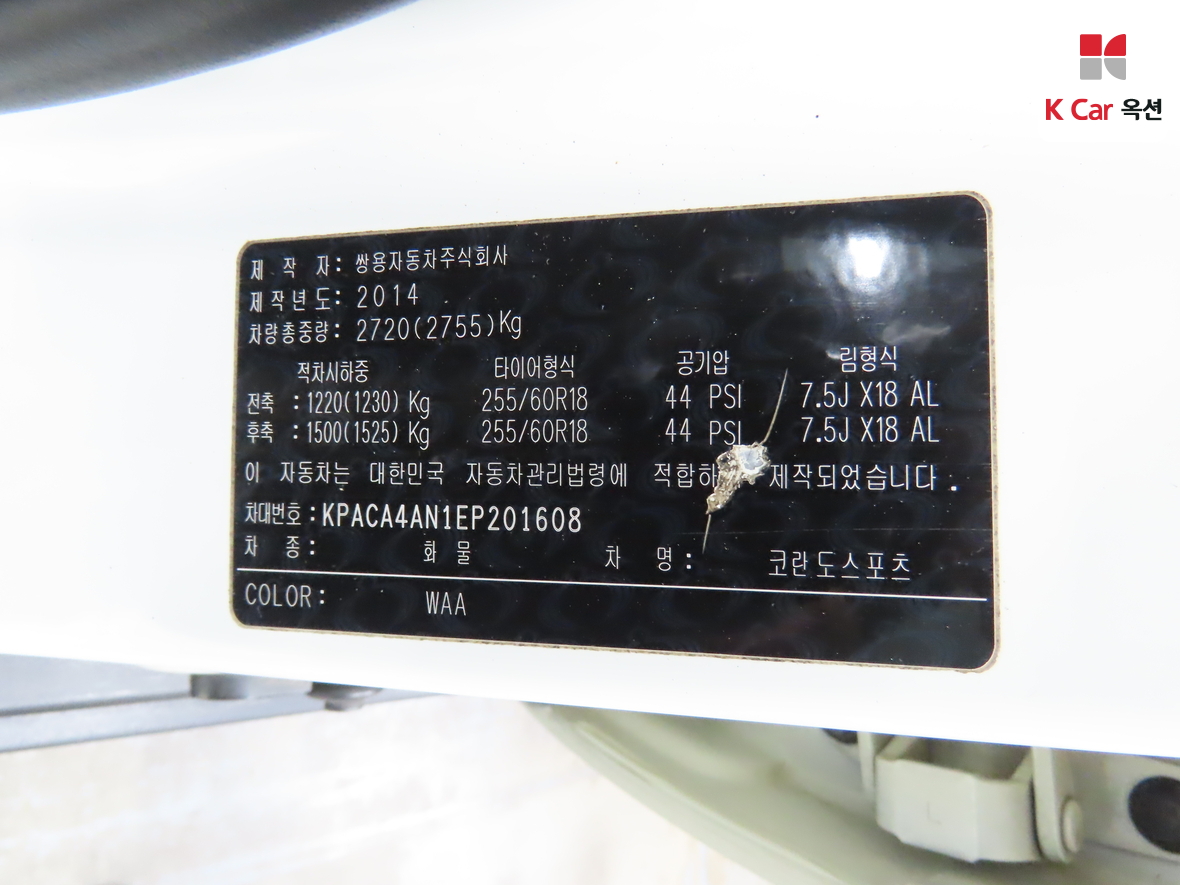 K Car 옥션
제 작 자: 쌍용자동차주식회사
제작년도: 2014
차량총중량: 2720(2755)Kg
적차시하중 타이어형식 공기압 림형식
전축 : 1220(1230) Kg 255/60R18 44 PSI 7.5J X18 AL
후축 : 1500(1525) Kg 255/60R18 44 PSI 7.5J X18 AL
이 자동차는 대한민국 자동차관리법령에 제작되었습니다.
차대번호 : KPACA4AN1EP201608
차 종: 화 물 차 명: 코란도스포츠
COLOR: WAA
L